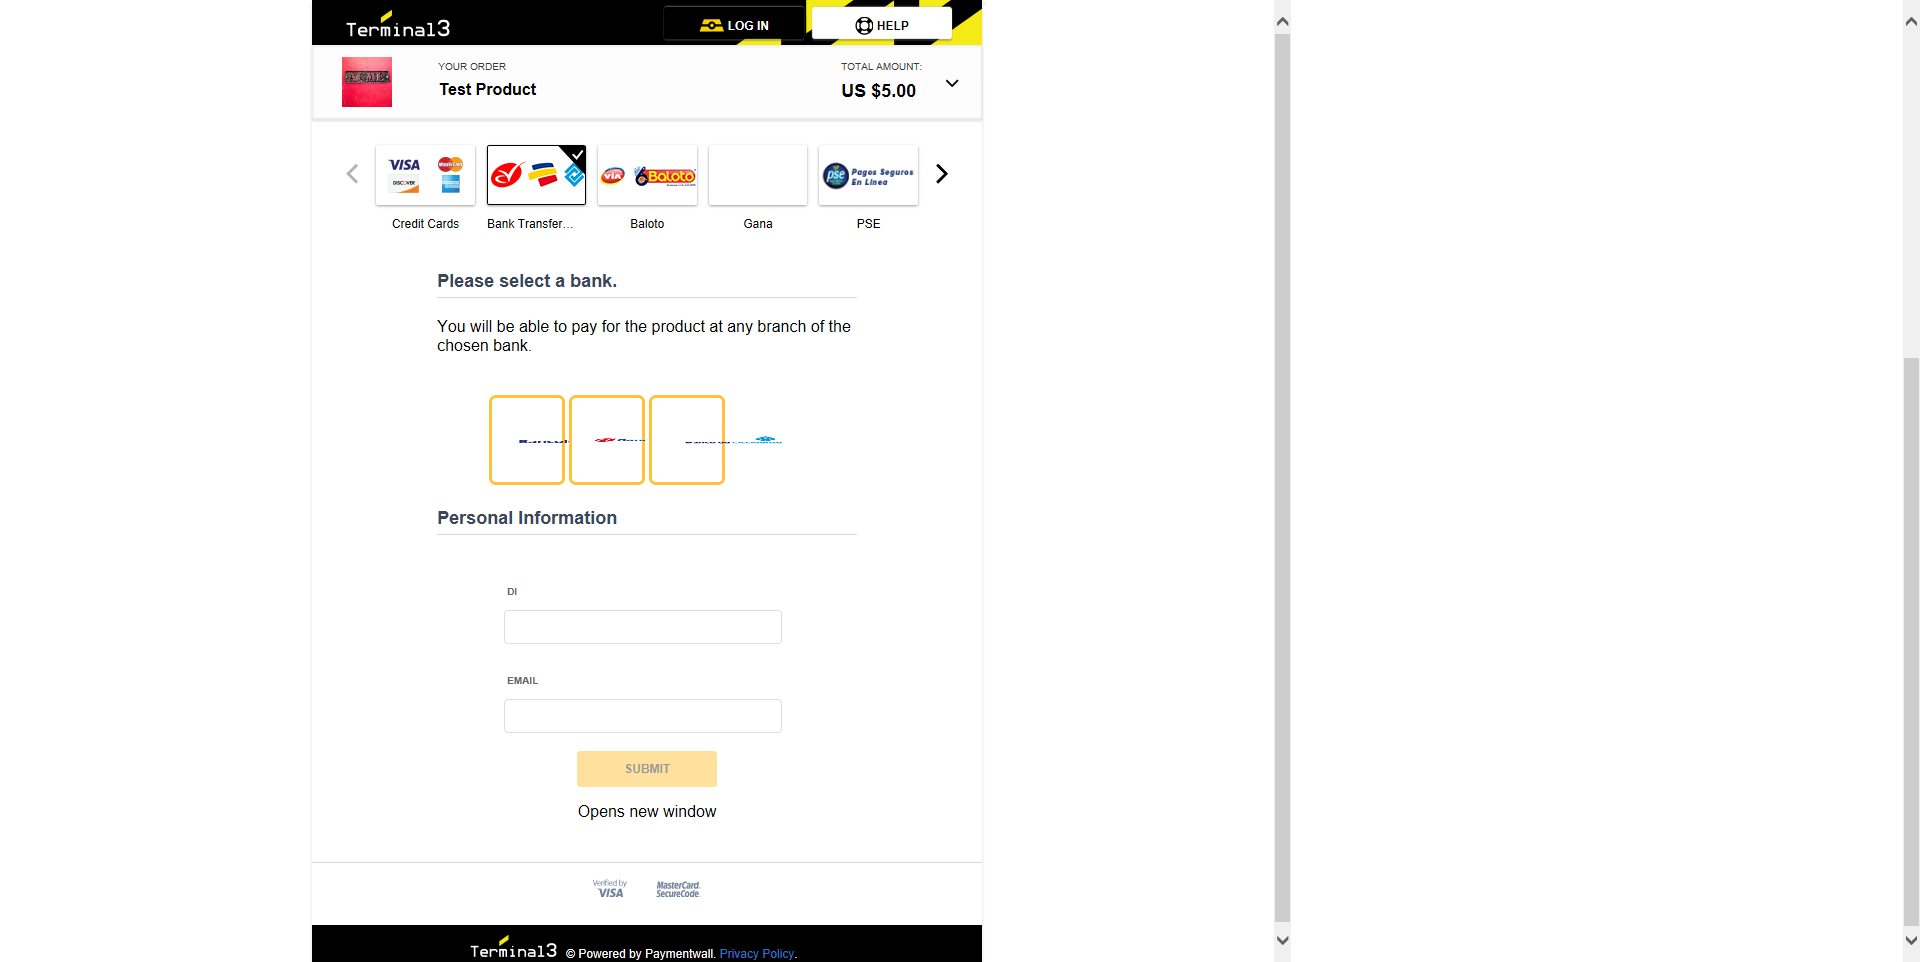 Terminal3
LOG IN
HELP
YOUR ORDER
Test Product
TOTAL AMOUNT:
US $5.00
VISA
MasterCard
DISCOVER
VIA
Baloto
pse
Pagos Seguros
En Línea
Credit Cards
Bank Transfer...
Baloto
Gana
PSE
Please select a bank.
You will be able to pay for the product at any branch of the
chosen bank.
Personal Information
DI
EMAIL
SUBMIT
Opens new window
Verified by
VISA
MasterCard.
SecureCode.
Terminal3 © Powered by Paymentwall. Privacy Policy.